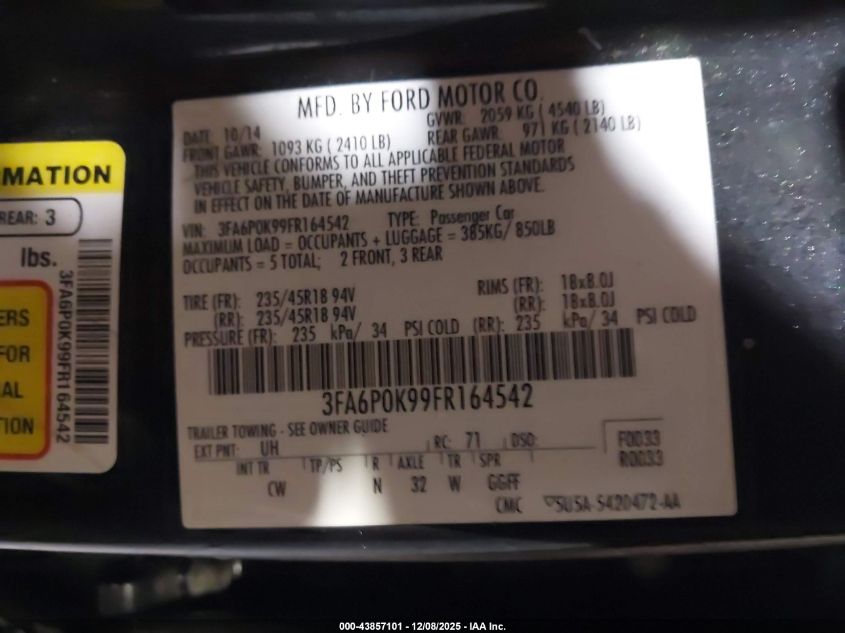 MATION
REAR: 3
lbs.
ERS
FOR
AL
TION
3FA6P0K99FR164542
MFD. BY FORD MOTOR CO.
DATE: 10/14 GVWR: 2059 KG (4540 LB)
FRONT GAWR: 1093 KG (2410 LB) REAR GAWR: 971 KG (2140 LB)
THIS VEHICLE CONFORMS TO ALL APPLICABLE FEDERAL MOTOR
VEHICLE SAFETY, BUMPER, AND THEFT PREVENTION STANDARDS
IN EFFECT ON THE DATE OF MANUFACTURE SHOWN ABOVE.
VIN: 3FA6P0K99FR164542 TYPE: Passenger Car
MAXIMUM LOAD = OCCUPANTS + LUGGAGE = 385KG/ 850LB
OCCUPANTS = 5 TOTAL; 2 FRONT, 3 REAR
TIRE (FR): 235/45R18 94V RIMS (FR): 18x8.0J
(RR): 235/45R18 94V (RR): 18x8.0J
PRESSURE (FR): 235 kPa/ 34 PSI COLD (RR): 235 kPa/ 34 PSI COLD
3FA6P0K99FR164542
TRAILER TOWING - SEE OWNER GUIDE
EXT PNT: UH RC: 71 DSO: F0033
R0033
INT TR TP/PS R AXLE TR SPR
CW N 32 W GGFF
CMC 5U5A-5420472-AA
000-43857101 - 12/08/2025 - IAA Inc.